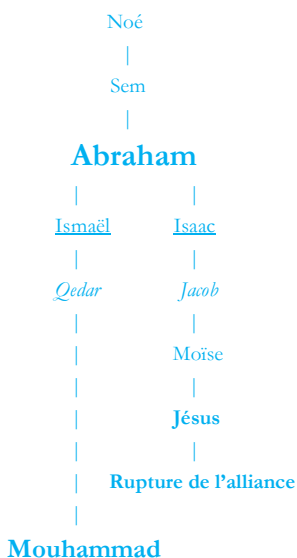 Noé
|
Sem
|
Abraham
| |
Ismaël Isaac
| |
Qedar Jacob
| |
| Moïse
| |
| Jésus
| |
| Rupture de l’alliance
|
Mouhammad